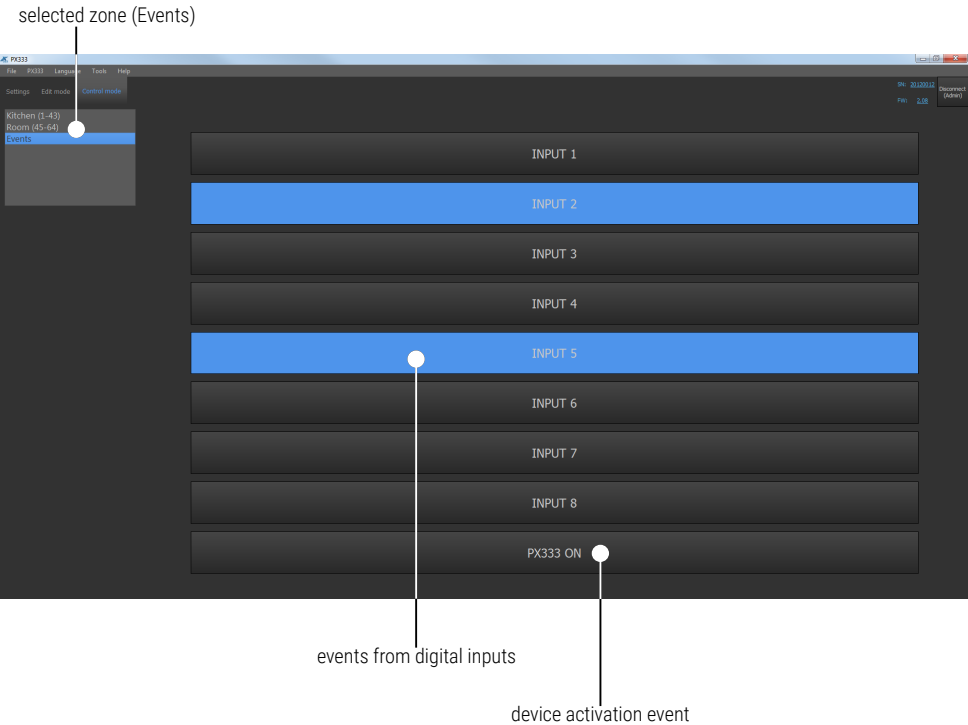 selected zone (Events)
PX333
File PX333 Language Tools Help
Settings Edit mode Control mode
SN: 20120012
FW: 2.08
Disconnect
(Admin)
Kitchen (1-43)
Room (45-64)
Events
INPUT 1
INPUT 2
INPUT 3
INPUT 4
INPUT 5
INPUT 6
INPUT 7
INPUT 8
PX333 ON
events from digital inputs
device activation event